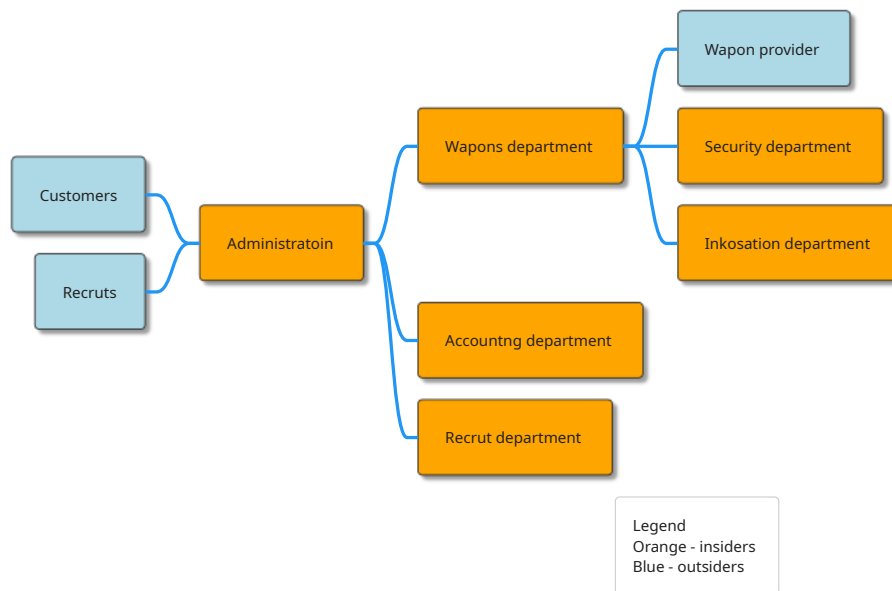 Wapon provider
Wapons department
Security department
Customers
Administratoin
Inkosation department
Recruts
Accountng department
Recrut department
Legend
Orange - insiders
Blue - outsiders